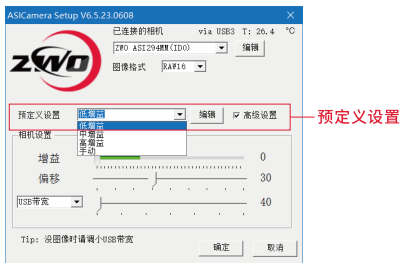 ASICamera Setup V6.5.23.0608
已连接的相机 via USB3 T: 26.4 °C
ZWO ASI294MM(ID0) 编辑
图像格式 RAW16
ZWO
预定义设置 低增益 编辑 高级设置 预定义设置
低增益
中增益
高增益
手动
相机设置
增益 0
偏移 30
USB带宽 40
Tip: 没图像时请调小USB带宽
确定 取消